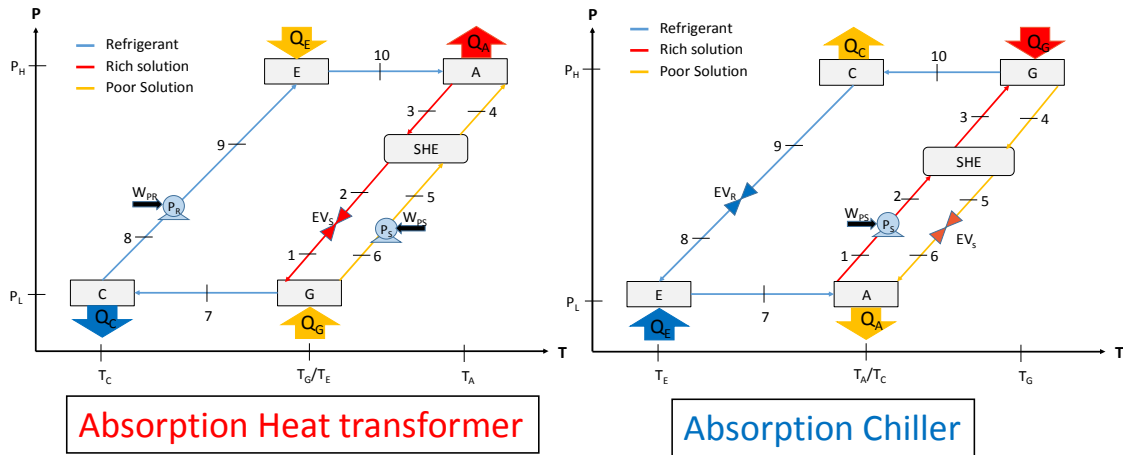 P
Refrigerant
Rich solution
Poor Solution
Q_E
Q_A
P_H
E
10
A
3
4
SHE
9
2
5
W_PR
P_R
EV_S
W_PS
P_S
8
1
6
P_L
C
G
7
Q_C
Q_G
T
T_C
T_G/T_E
T_A
Absorption Heat transformer
P
Refrigerant
Rich solution
Poor Solution
Q_C
Q_G
P_H
C
10
G
3
4
9
SHE
EV_R
2
5
W_PS
P_S
EV_s
8
1
6
P_L
E
A
7
Q_E
Q_A
T
T_E
T_A/T_C
T_G
Absorption Chiller